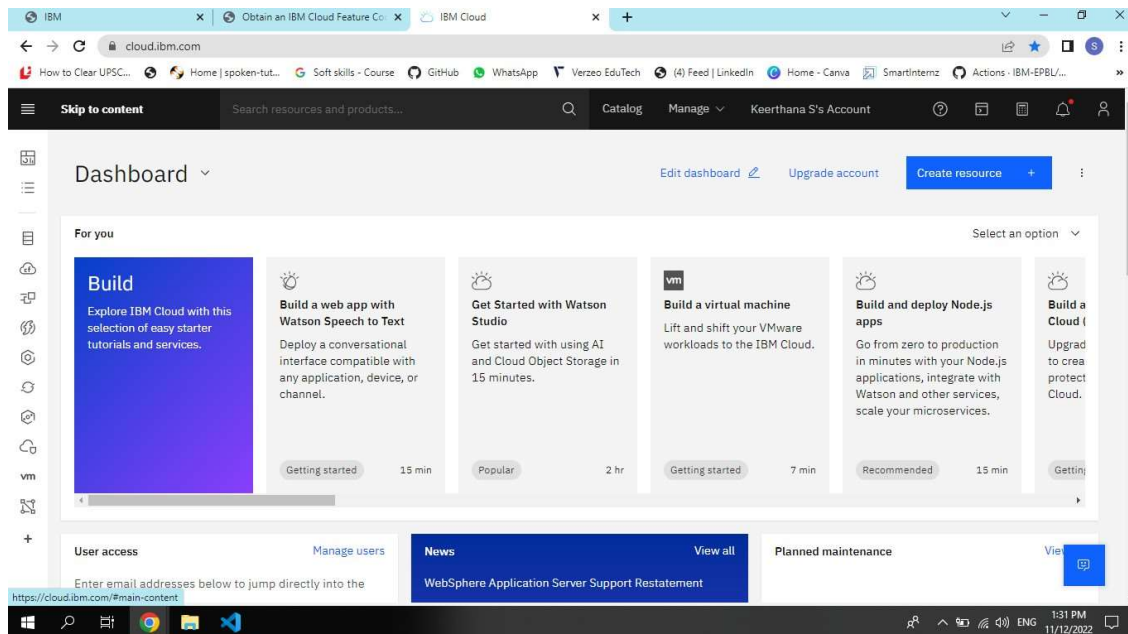 IBM
Obtain an IBM Cloud Feature Co
IBM Cloud
cloud.ibm.com
S
How to Clear UPSC...
Home | spoken-tut...
Soft skills - Course
GitHub
WhatsApp
Verzeo EduTech
(4) Feed | LinkedIn
Home - Canva
SmartInternz
Actions · IBM-EPBL/...
»
Skip to content
Search resources and products...
Catalog
Manage
Keerthana S's Account
Dashboard
Edit dashboard
Upgrade account
Create resource +
For you
Select an option
Build
Explore IBM Cloud with this
selection of easy starter
tutorials and services.
Build a web app with
Watson Speech to Text
Deploy a conversational
interface compatible with
any application, device, or
channel.
Getting started
15 min
Get Started with Watson
Studio
Get started with using AI
and Cloud Object Storage in
15 minutes.
Popular
2 hr
vm
Build a virtual machine
Lift and shift your VMware
workloads to the IBM Cloud.
Getting started
7 min
Build and deploy Node.js
apps
Go from zero to production
in minutes with your Node.js
applications, integrate with
Watson and other services,
scale your microservices.
Recommended
15 min
Build a
Cloud (
Upgrad
to crea
protect
Cloud.
Getting
vm
User access
Manage users
Enter email addresses below to jump directly into the
News
View all
WebSphere Application Server Support Restatement
Planned maintenance
Vie
https://cloud.ibm.com/#main-content
ENG
1:31 PM
11/12/2022